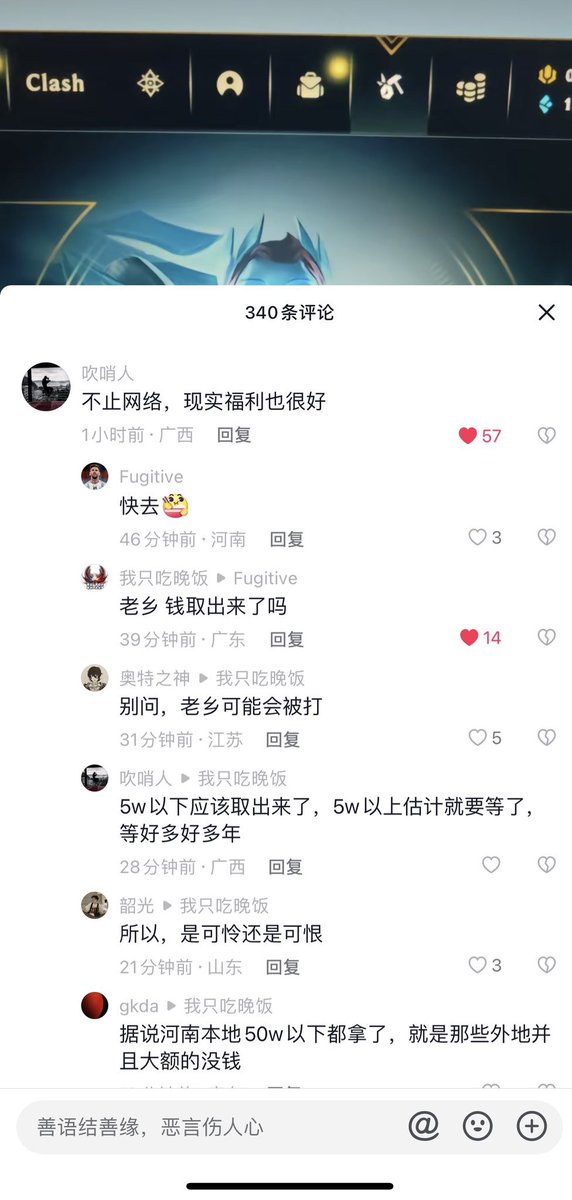 Clash
0
1
340条评论
吹哨人
不止网络，现实福利也很好
1小时前·广西 回复 57
Fugitive
快去
46分钟前·河南 回复 3
我只吃晚饭 ▶ Fugitive
老乡 钱取出来了吗
39分钟前·广东 回复 14
奥特之神 ▶ 我只吃晚饭
别问，老乡可能会被打
31分钟前·江苏 回复 5
吹哨人 ▶ 我只吃晚饭
5w以下应该取出来了，5w以上估计就要等了，
等好多好多年
28分钟前·广西 回复
韶光 ▶ 我只吃晚饭
所以，是可怜还是可恨
21分钟前·山东 回复 3
gkda ▶ 我只吃晚饭
据说河南本地50w以下都拿了，就是那些外地并
且大额的没钱
善语结善缘，恶言伤人心